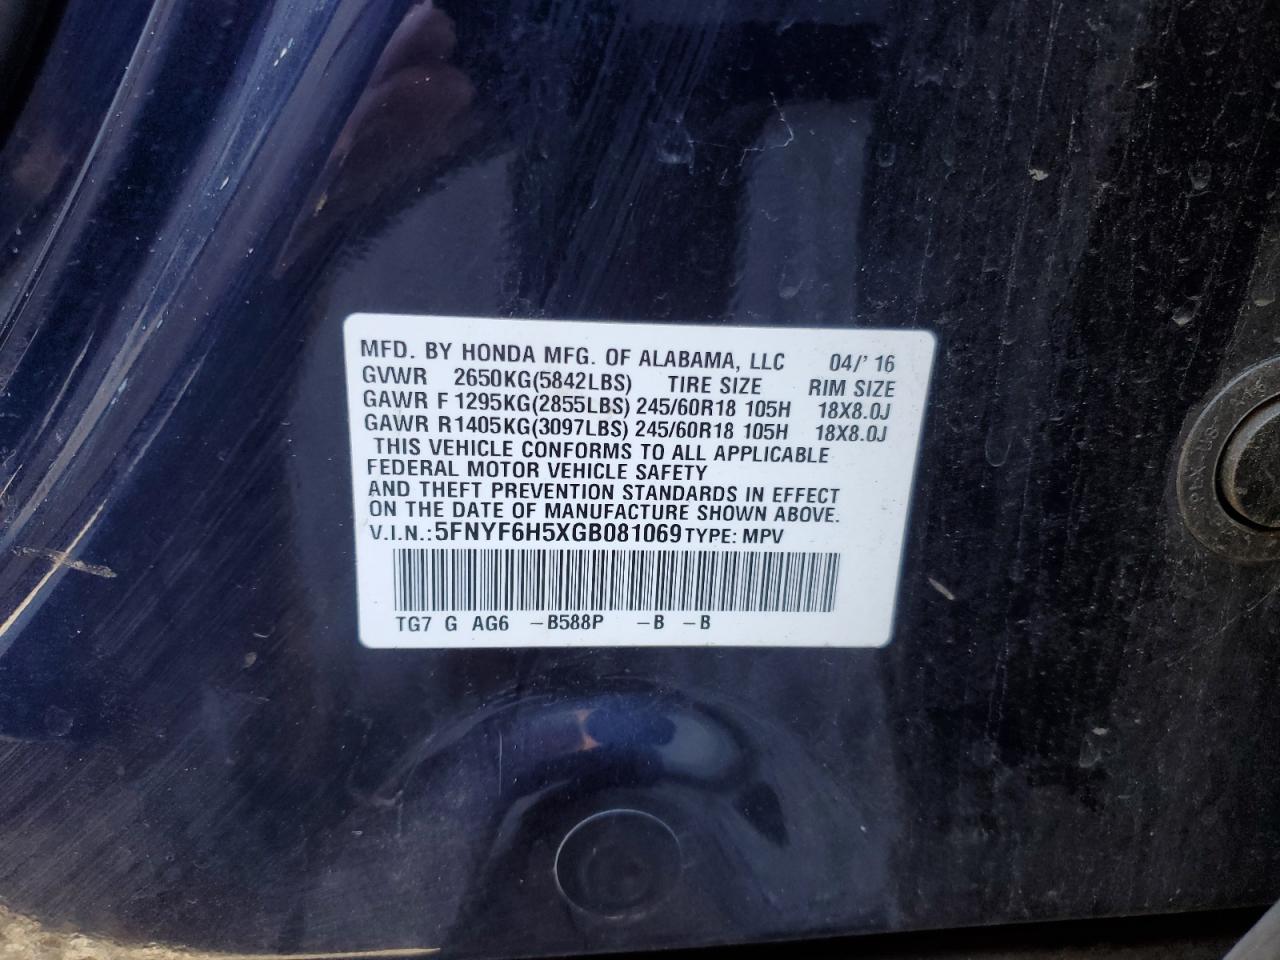 MFD. BY HONDA MFG. OF ALABAMA, LLC 04/' 16
GVWR 2650KG(5842LBS) TIRE SIZE RIM SIZE
GAWR F 1295KG(2855LBS) 245/60R18 105H 18X8.0J
GAWR R 1405KG(3097LBS) 245/60R18 105H 18X8.0J
THIS VEHICLE CONFORMS TO ALL APPLICABLE
FEDERAL MOTOR VEHICLE SAFETY
AND THEFT PREVENTION STANDARDS IN EFFECT
ON THE DATE OF MANUFACTURE SHOWN ABOVE.
V.I.N.: 5FNYF6H5XGB081069 TYPE: MPV
TG7 G AG6 -B588P -B -B